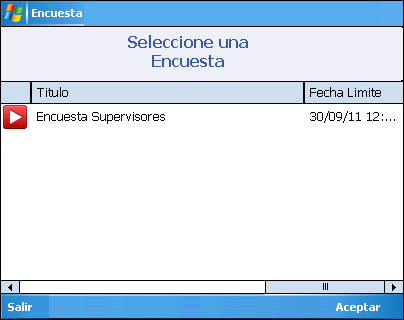 Encuesta
Seleccione una
Encuesta
Titulo Fecha Limite
Encuesta Supervisores 30/09/11 12:...
Salir Aceptar